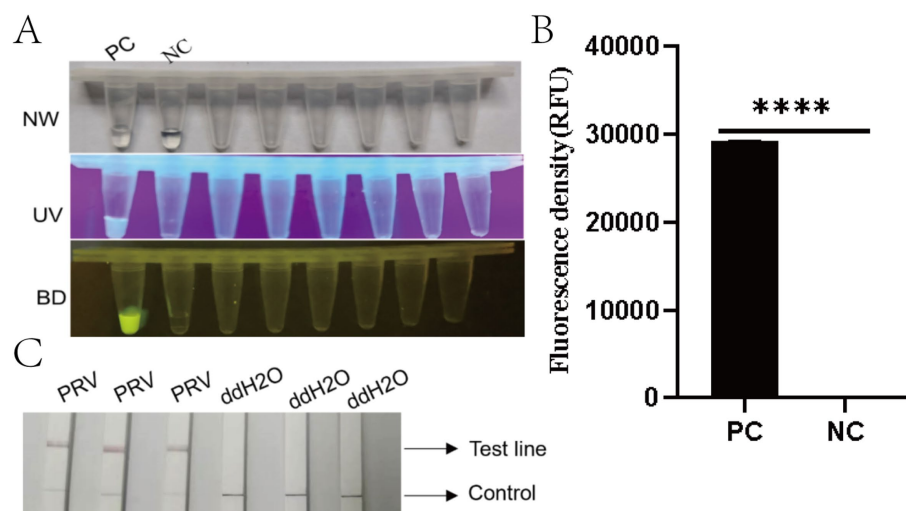 A
PC NC
NW
UV
BD
B
Fluorescence density(RFU)
40000
30000
20000
10000
0
****
PC NC
C
PRV PRV PRV ddH2O ddH2O ddH2O
Test line
Control